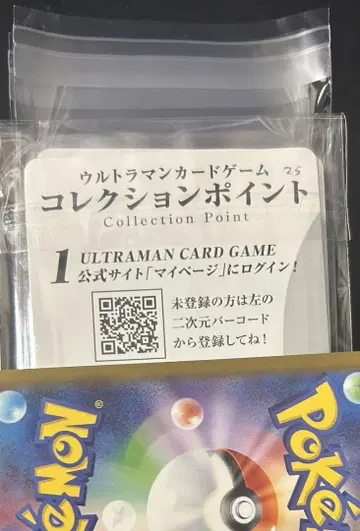 ウルトラマンカードゲーム 25
コレクションポイント
Collection Point
1 ULTRAMAN CARD GAME
公式サイト「マイページ」にログイン!
未登録の方は左の
二次元バーコード
から登録してね!
éMON®
Poké